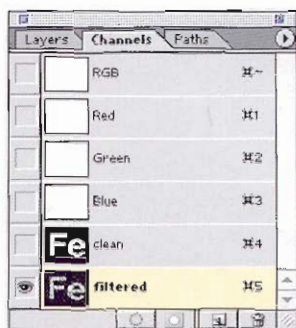 Layers Channels Paths
RGB ⌘~
Red ⌘1
Green ⌘2
Blue ⌘3
Fe clean ⌘4
Fe filtered ⌘5